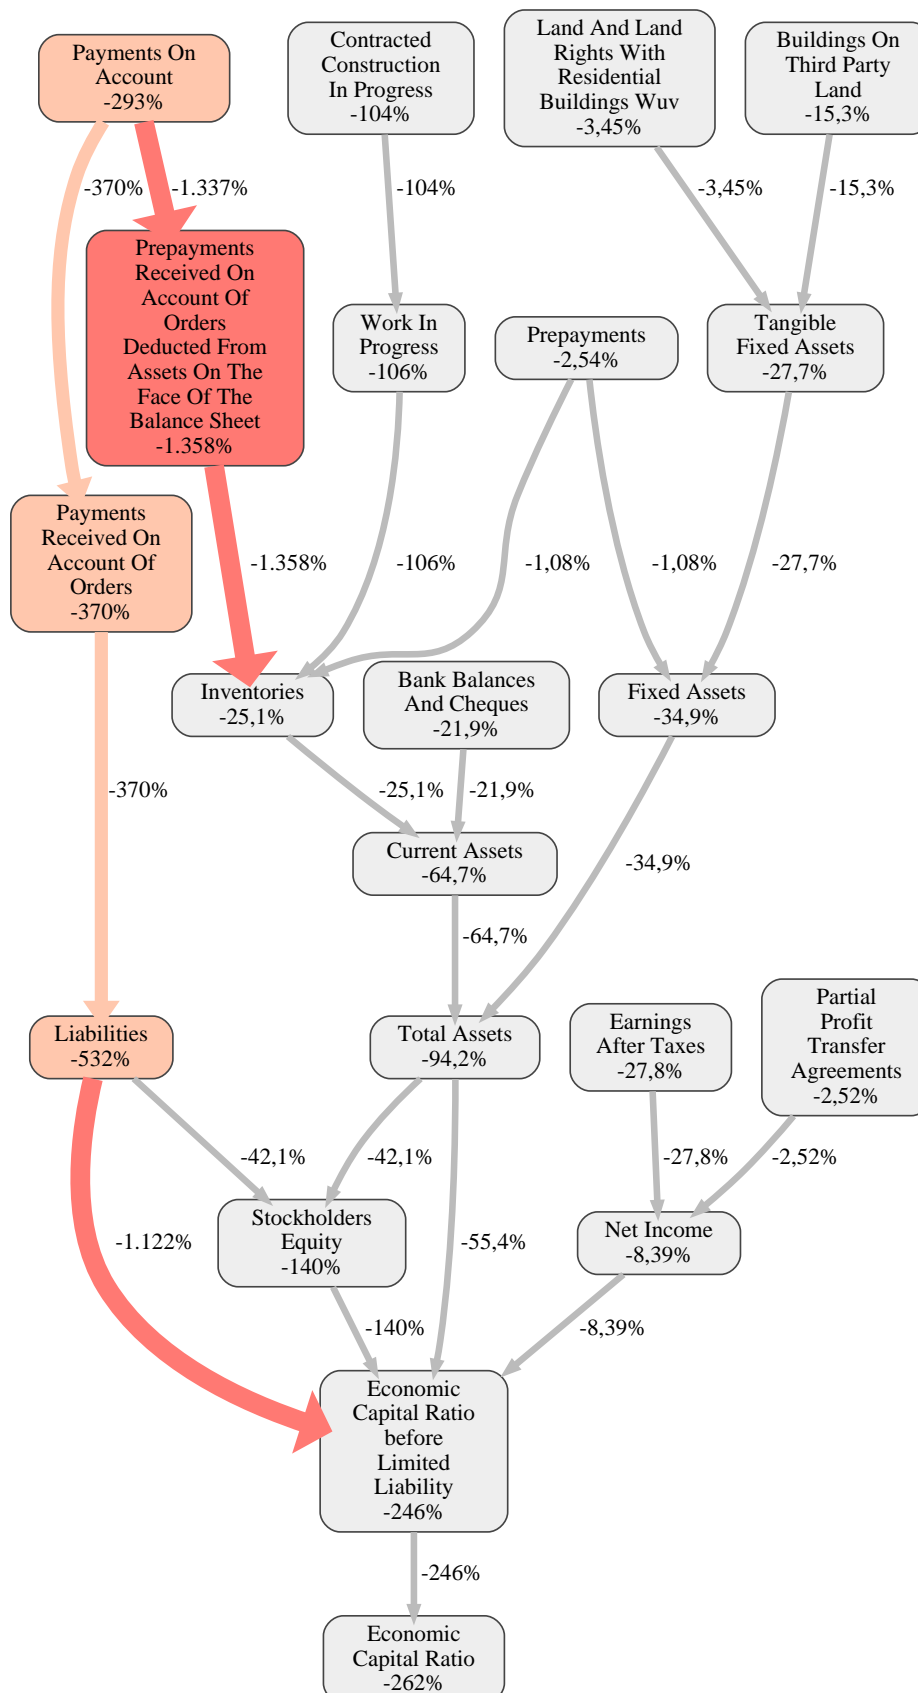 Payments On
Account
-293%
Contracted
Construction
In Progress
-104%
Land And Land
Rights With
Residential
Buildings Wuv
-3,45%
Buildings On
Third Party
Land
-15,3%
-370%
-1.337%
-104%
-3,45%
-15,3%
Prepayments
Received On
Account Of
Orders
Deducted From
Assets On The
Face Of The
Balance Sheet
-1.358%
Work In
Progress
-106%
Prepayments
-2,54%
Tangible
Fixed Assets
-27,7%
Payments
Received On
Account Of
Orders
-370%
-1.358%
-106%
-1,08%
-1,08%
-27,7%
Inventories
-25,1%
Bank Balances
And Cheques
-21,9%
Fixed Assets
-34,9%
-370%
-25,1%
-21,9%
Current Assets
-64,7%
-34,9%
-64,7%
Liabilities
-532%
Total Assets
-94,2%
Earnings
After Taxes
-27,8%
Partial
Profit
Transfer
Agreements
-2,52%
-42,1%
-42,1%
-27,8%
-2,52%
-1.122%
Stockholders
Equity
-140%
-55,4%
Net Income
-8,39%
-140%
-8,39%
Economic
Capital Ratio
before
Limited
Liability
-246%
-246%
Economic
Capital Ratio
-262%